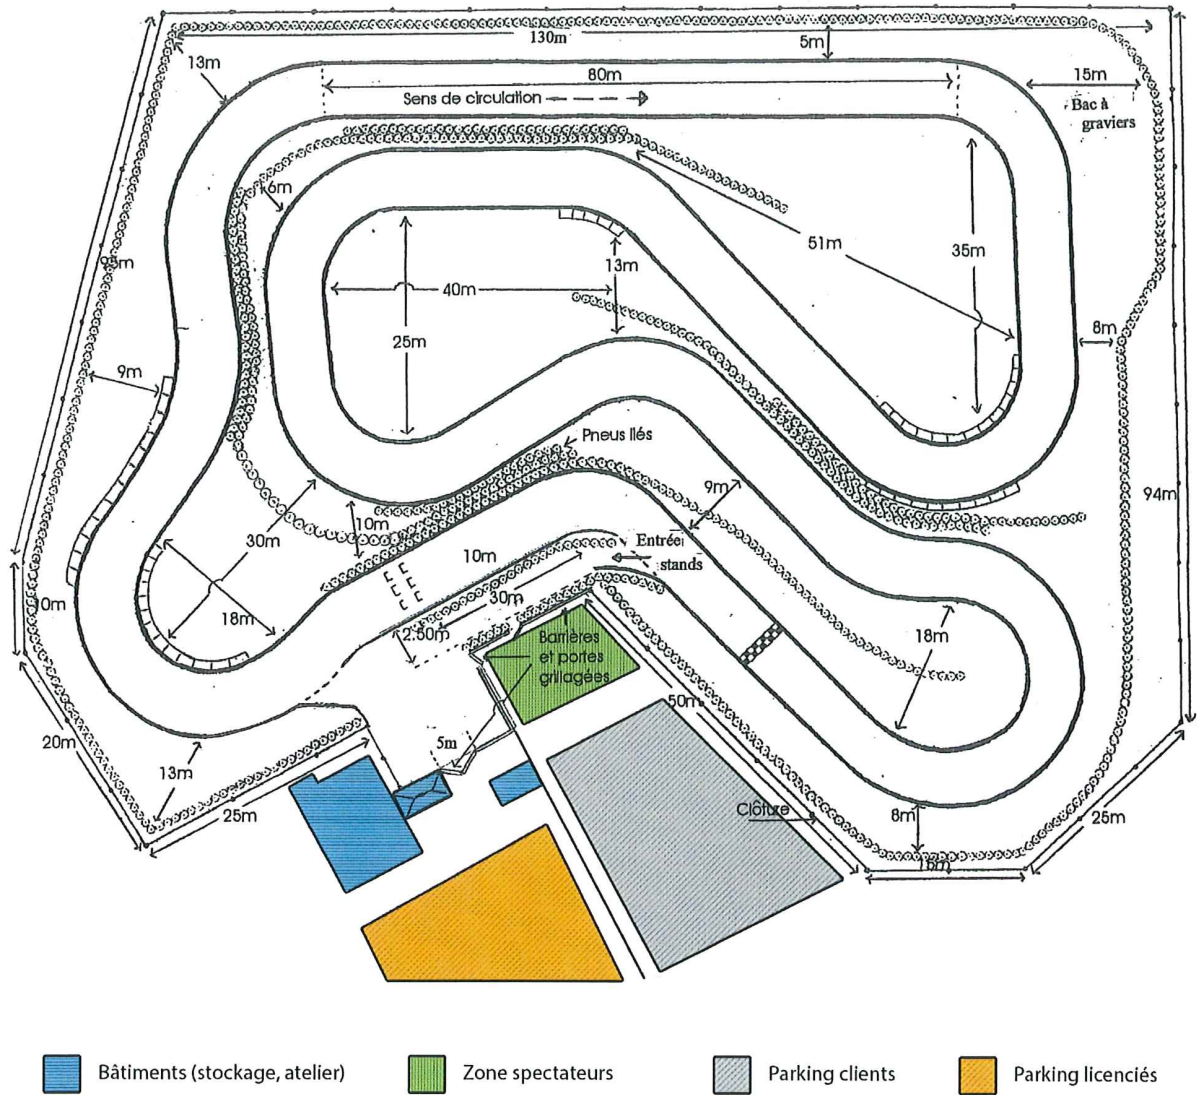 130m
5m
13m
80m
15m
Sens de circulation
Bac à
graviers
6m
51m
35m
95m
13m
40m
25m
8m
9m
Pneus liés
9m
94m
10m
30m
10m
Entrée
stands
30m
10m
18m
2.50m
Barrières
et portes
grillagées
18m
50m
20m
5m
13m
25m
Clôture
8m
25m
16m
Bâtiments (stockage, atelier)
Zone spectateurs
Parking clients
Parking licenciés